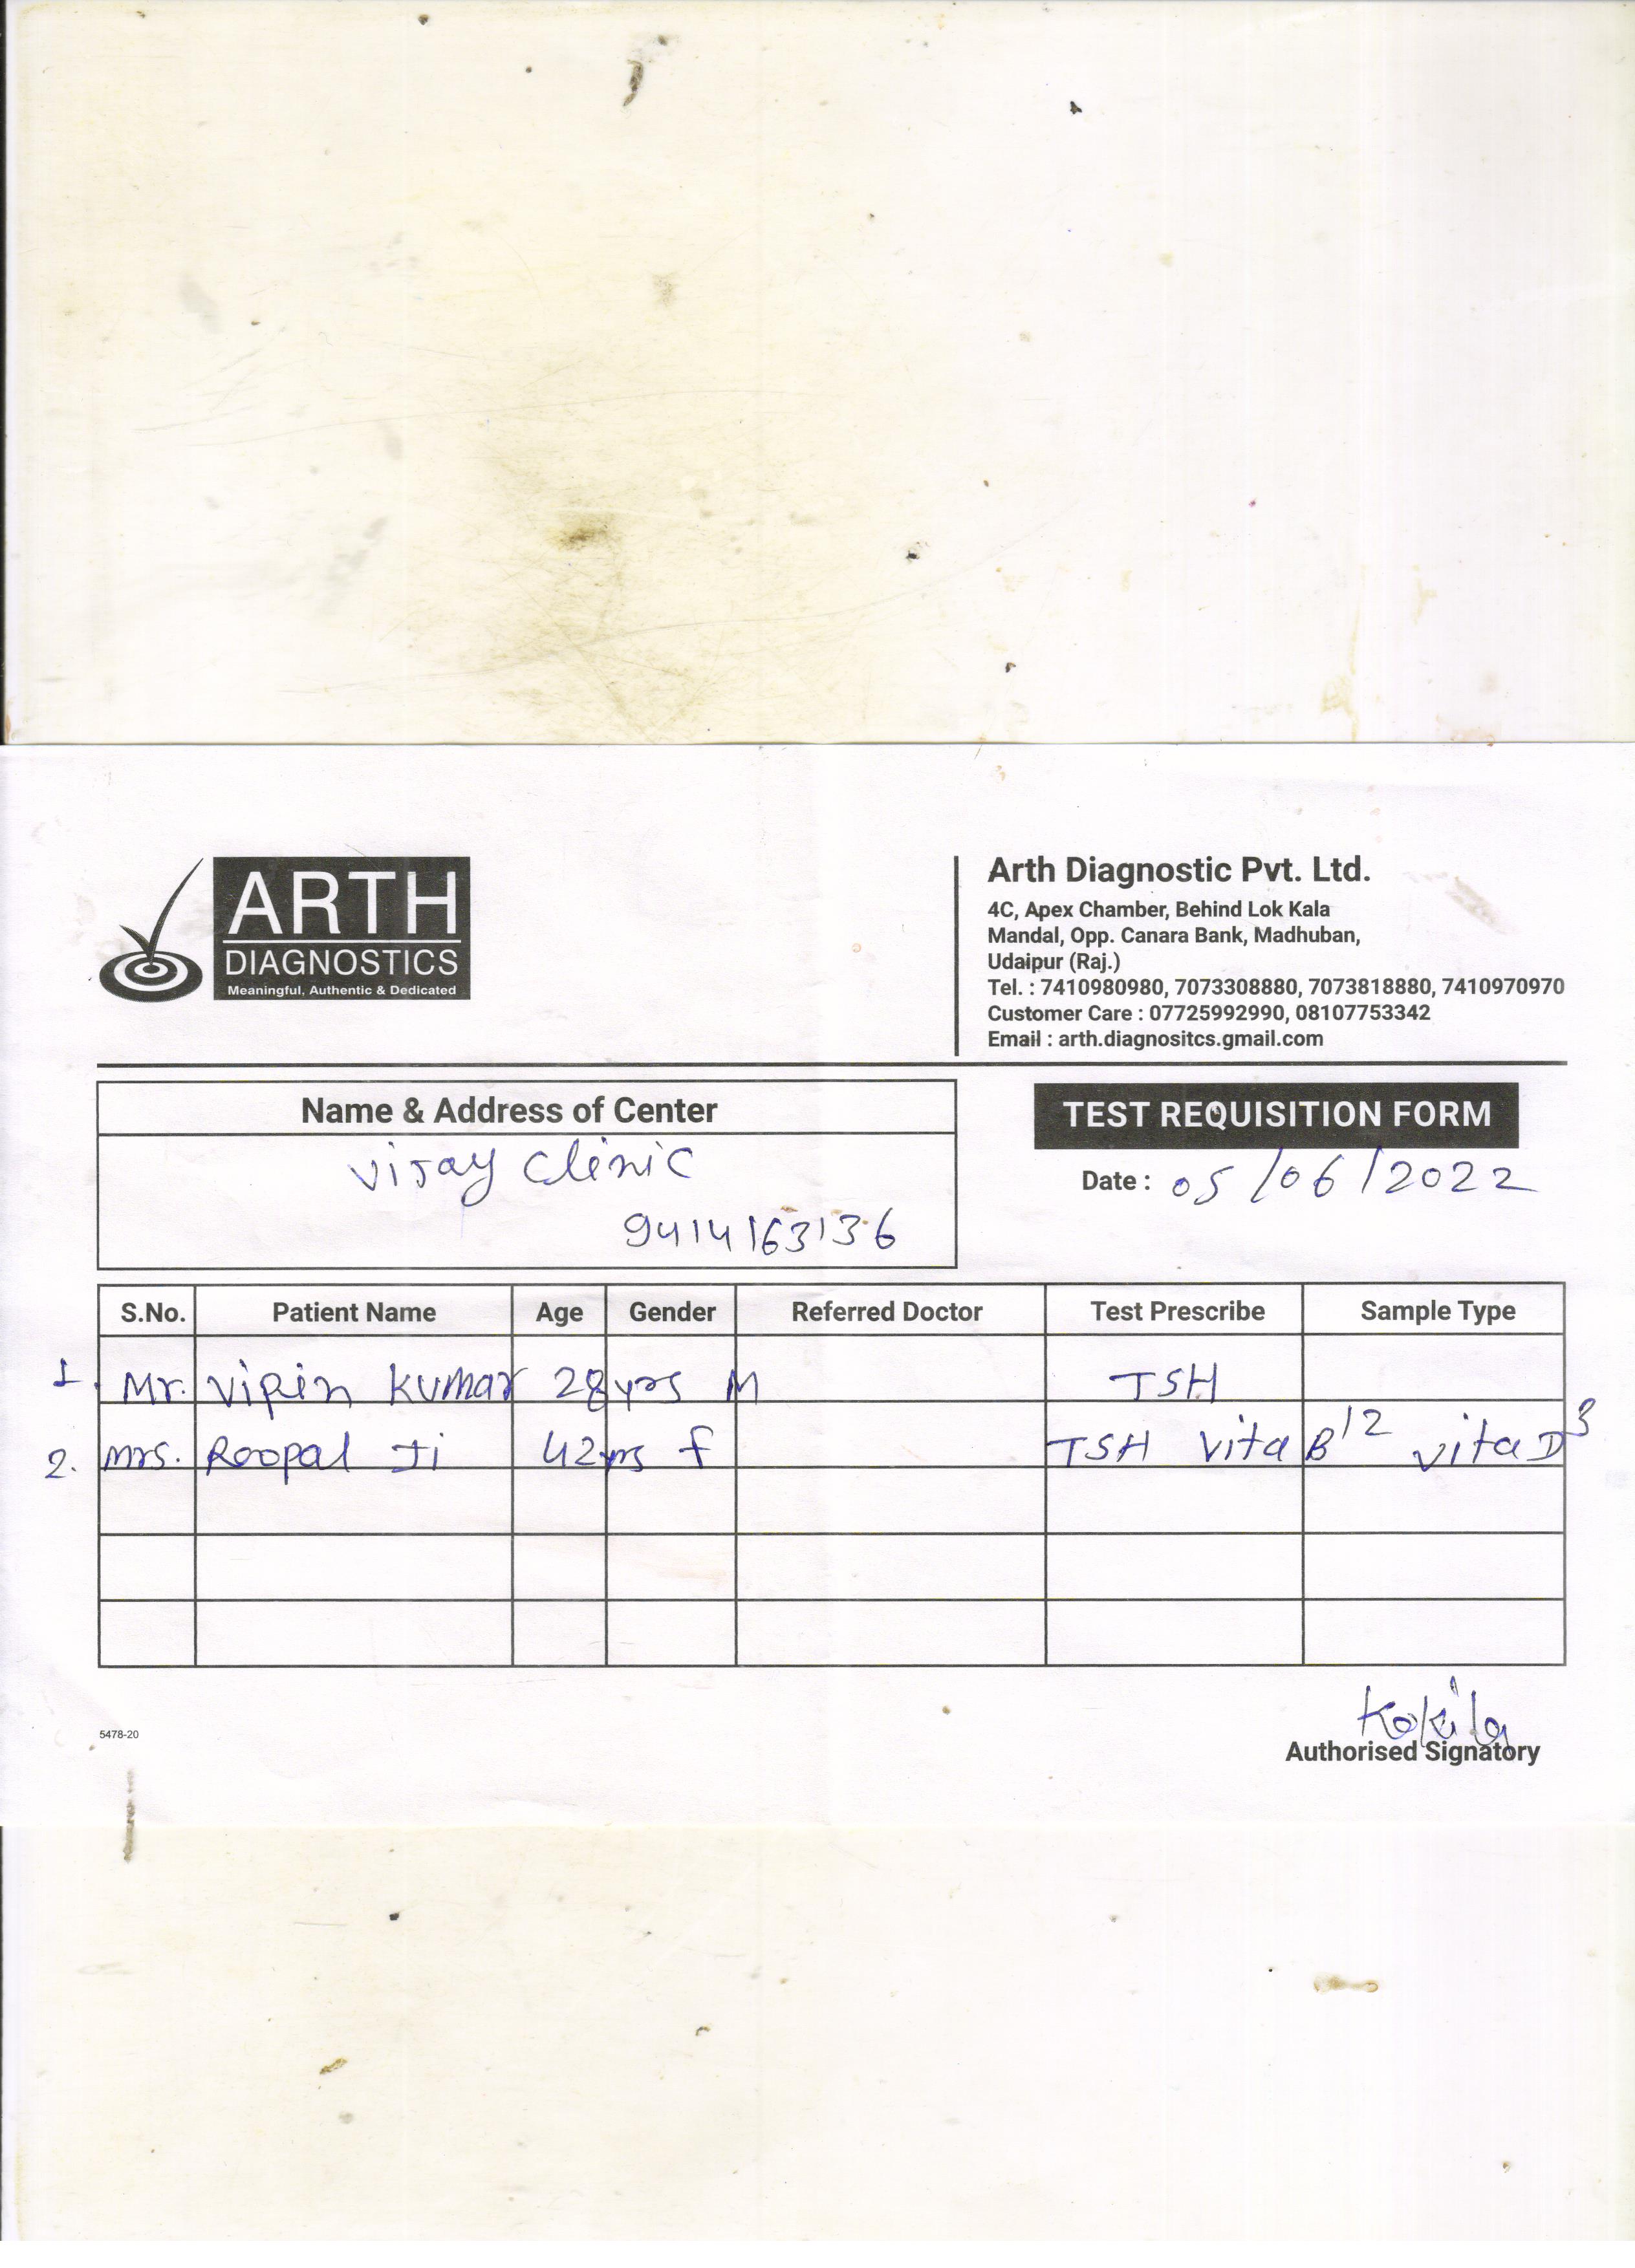 ARTH
DIAGNOSTICS
Meaningful, Authentic & Dedicated
Arth Diagnostic Pvt. Ltd.
4C, Apex Chamber, Behind Lok Kala
Mandal, Opp. Canara Bank, Madhuban,
Udaipur (Raj.)
Tel. : 7410980980, 7073308880, 7073818880, 7410970970
Customer Care : 07725992990, 08107753342
Email : arth.diagnositcs.gmail.com
Name & Address of Center
Vijay Clinic
9414163136
TEST REQUISITION FORM
Date : 05/06/2022
S.No. Patient Name Age Gender Referred Doctor Test Prescribe Sample Type
1. Mr. Vipin Kumar 28yrs M TSH
2. Mrs. Roopal Ji 42yrs f TSH Vita B12 Vita D3
Kokila
Authorised Signatory
5478-20